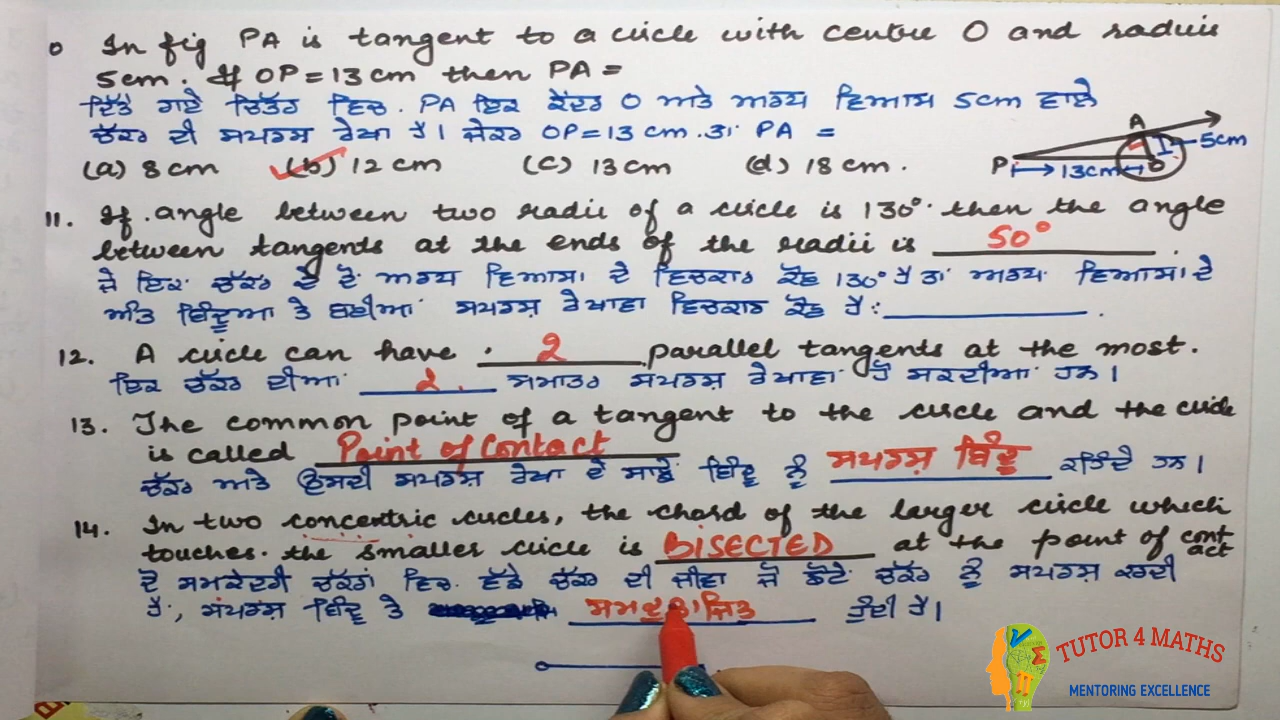 0 In fig PA is tangent to a circle with centre O and radius
5cm. If OP = 13 cm then PA =
ਦਿੱਤੇ ਗਏ ਚਿੱਤਰ ਵਿਚ. PA ਇਕ ਕੇਂਦਰ O ਅਤੇ ਅਰਧ ਵਿਆਸ 5cm ਵਾਲੇ
ਚੱਕਰ ਦੀ ਸਪਰਸ਼ ਰੇਖਾ ਹੈ। ਜੇਕਰ OP = 13 cm. ਤਾਂ PA =
(a) 8 cm (b) 12 cm (c) 13 cm (d) 18 cm.
A 5cm
P 13cm O
11. If angle between two radii of a circle is 130°. then the angle
between tangents at the ends of the radii is 50°.
ਜੇ ਇਕ ਚੱਕਰ ਦੇ ਦੋ ਅਰਧ ਵਿਆਸਾਂ ਦੇ ਵਿਚਕਾਰ ਕੋਣ 130° ਹੈ ਤਾਂ ਅਰਧ ਵਿਆਸਾਂ ਦੇ
ਅੰਤ ਬਿੰਦੂਆ ਤੇ ਬਣੀਆਂ ਸਪਰਸ਼ ਰੇਖਾਵਾ ਵਿਚਕਾਰ ਕੋਣ ਹੈ: .
12. A circle can have . 2 parallel tangents at the most.
ਇਕ ਚੱਕਰ ਦੀਆਂ 2. ਸਮਾਂਤਰ ਸਪਰਸ਼ ਰੇਖਾਵਾਂ ਹੋ ਸਕਦੀਆਂ ਹਨ।
13. The common point of a tangent to the circle and the circle
is called Point of Contact
ਚੱਕਰ ਅਤੇ ਉਸਦੀ ਸਪਰਸ਼ ਰੇਖਾ ਦੇ ਸਾਂਝੇ ਬਿੰਦੂ ਨੂੰ ਸਪਰਸ਼ ਬਿੰਦੂ ਕਹਿੰਦੇ ਹਨ।
14. In two concentric circles, the chord of the larger circle which
touches. the smaller circle is BISECTED at the point of contact
ਦੋ ਸਮਕੇਂਦਰੀ ਚੱਕਰਾਂ ਵਿਚ ਵੱਡੇ ਚੱਕਰ ਦੀ ਜੀਵਾ ਜੋ ਛੋਟੇ ਚੱਕਰ ਨੂੰ ਸਪਰਸ਼ ਕਰਦੀ
ਹੈ, ਸਪਰਸ਼ ਬਿੰਦੂ ਤੇ ਹੁੰਦੀ ਹੈ।
TUTOR 4 MATHS
MENTORING EXCELLENCE